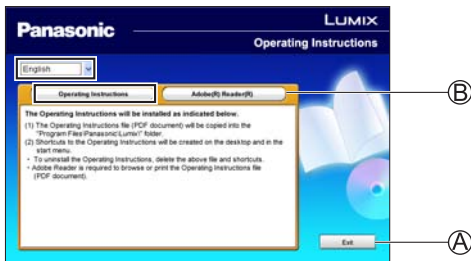 Panasonic
LUMIX
Operating Instructions
English
Operating Instructions
Adobe(R) Reader(R)
B
The Operating Instructions will be installed as indicated below.
(1) The Operating Instructions file (PDF document) will be copied into the
"Program Files\Panasonic\Lumix\" folder.
(2) Shortcuts to the Operating Instructions will be created on the desktop and in the
start menu.
• To uninstall the Operating Instructions, delete the above file and shortcuts.
• Adobe Reader is required to browse or print the Operating Instructions file
(PDF document).
Exit
A